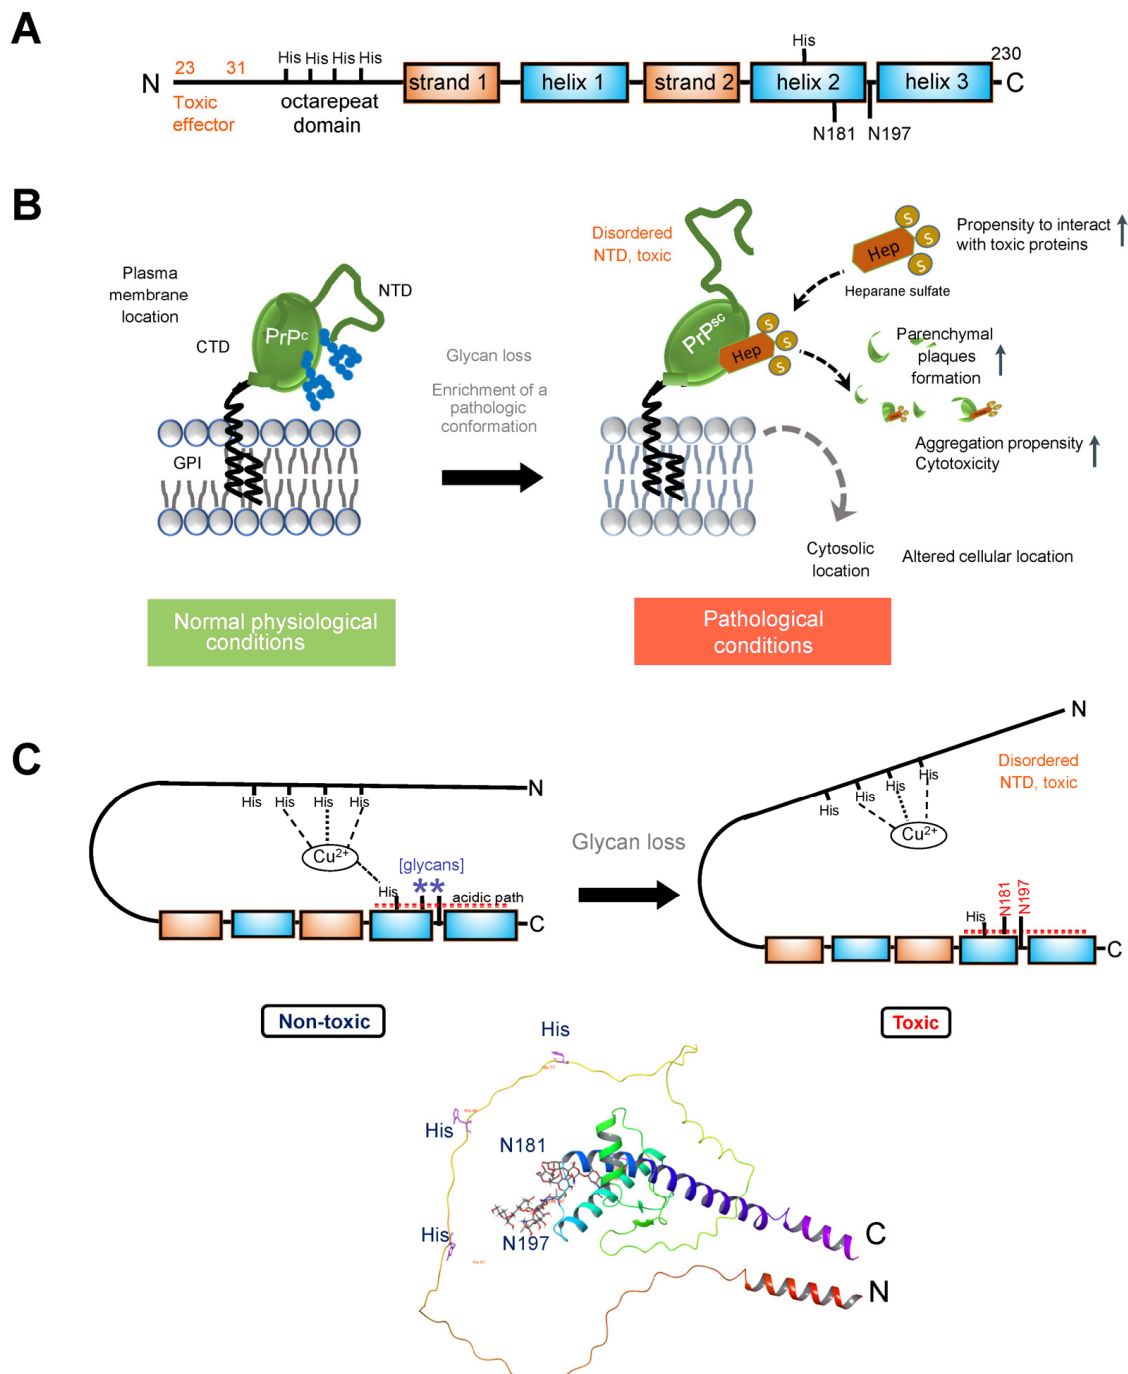 A
23
31
His His His His
His
230
N
strand 1
helix 1
strand 2
helix 2
helix 3
C
Toxic
effector
octarepeat
domain
N181
N197
B
Plasma
membrane
location
NTD
CTD
PrPc
GPI
Glycan loss
Enrichment of a
pathologic
conformation
Disordered
NTD, toxic
PrPsc
Hep
S
S
S
Hep
S
S
S
Heparane sulfate
Propensity to interact
with toxic proteins
Parenchymal
plaques
formation
Aggregation propensity
Cytotoxicity
Cytosolic
location
Altered cellular location
Normal physiological
conditions
Pathological
conditions
C
N
His His His His
Cu2+
[glycans]
**
His
acidic path
C
Glycan loss
N
Disordered
NTD, toxic
His
His
His
His
Cu2+
His
N181
N197
C
Non-toxic
Toxic
His
His
His
N181
N197
C
N